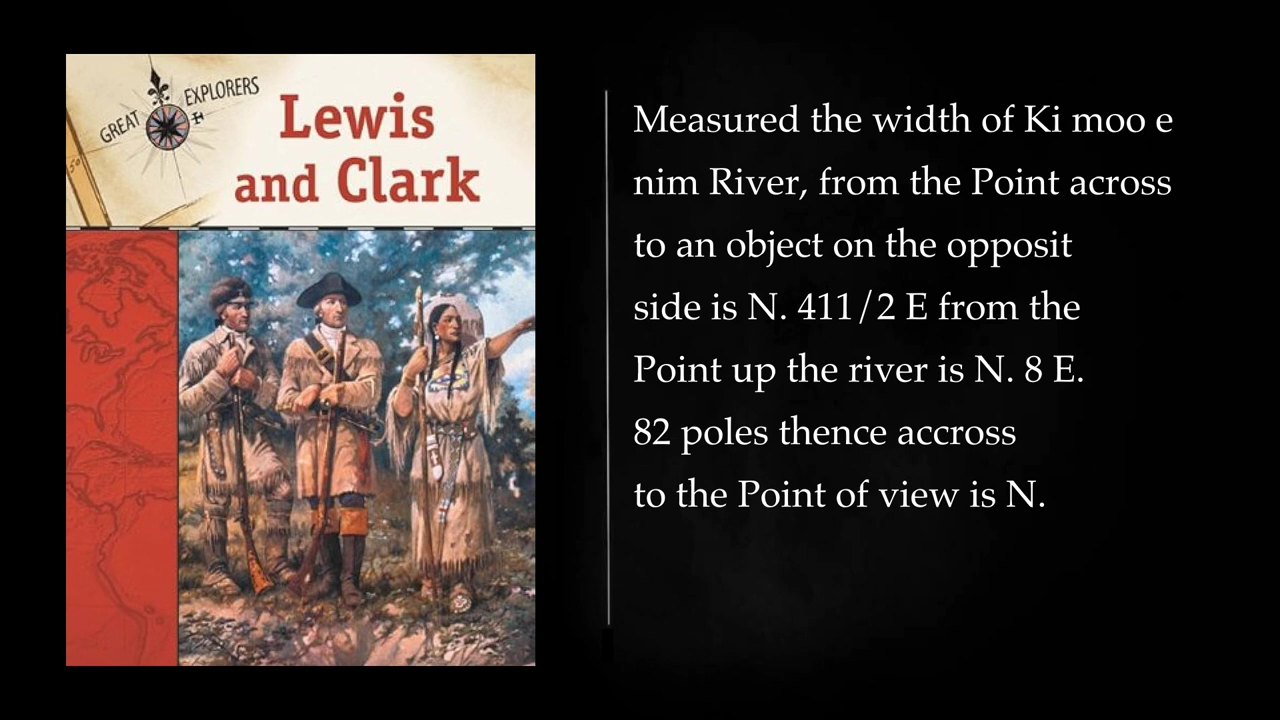 GREAT EXPLORERS
Lewis
and Clark
50
Measured the width of Ki moo e
nim River, from the Point across
to an object on the opposit
side is N. 411/2 E from the
Point up the river is N. 8 E.
82 poles thence accross
to the Point of view is N.